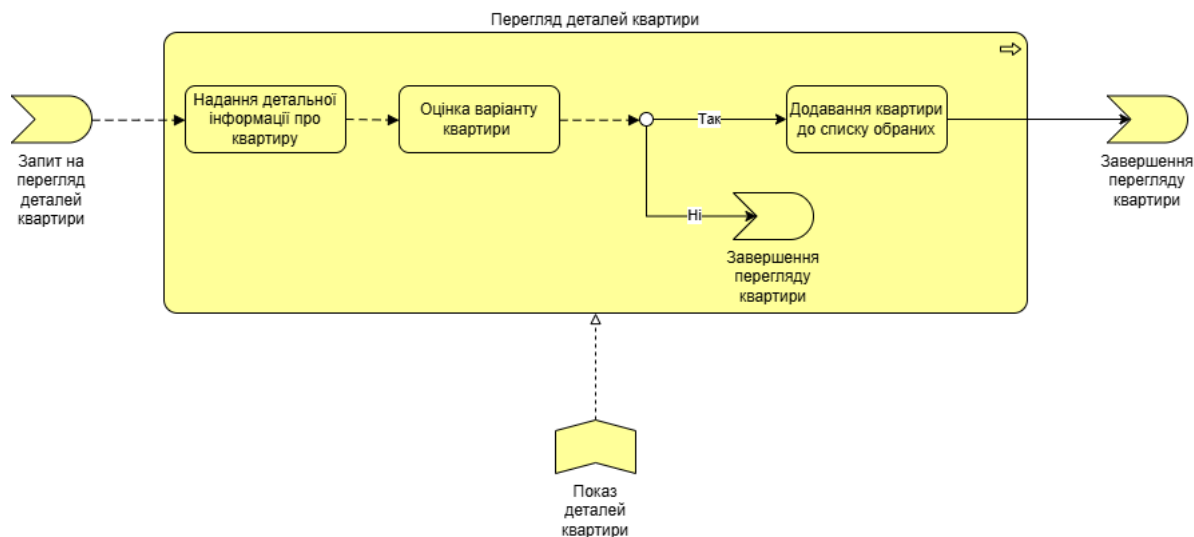 Перегляд деталей квартири
Надання детальної
інформації про
квартиру
Оцінка варіанту
квартири
Так
Додавання квартири
до списку обраних
Запит на
перегляд
деталей
квартири
Завершення
перегляду
квартири
Ні
Завершення
перегляду
квартири
Показ
деталей
квартири